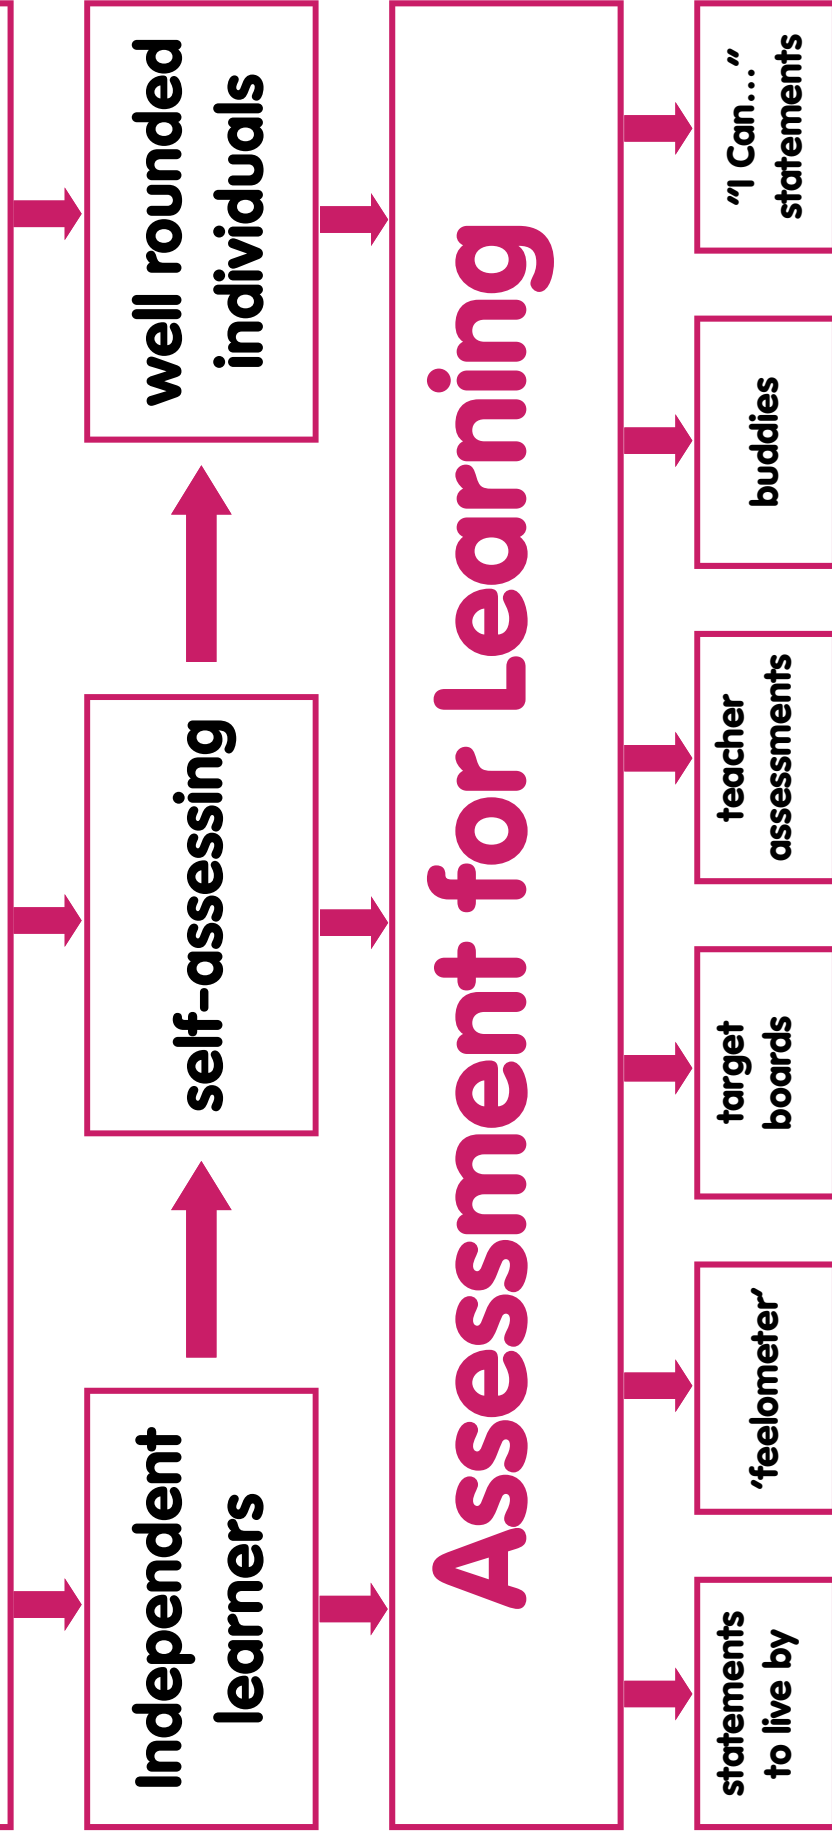 Independent
learners
self-assessing
well rounded
individuals
Assessment for Learning
statements
to live by
‘feelometer’
target
boards
teacher
assessments
buddies
“I Can...”
statements